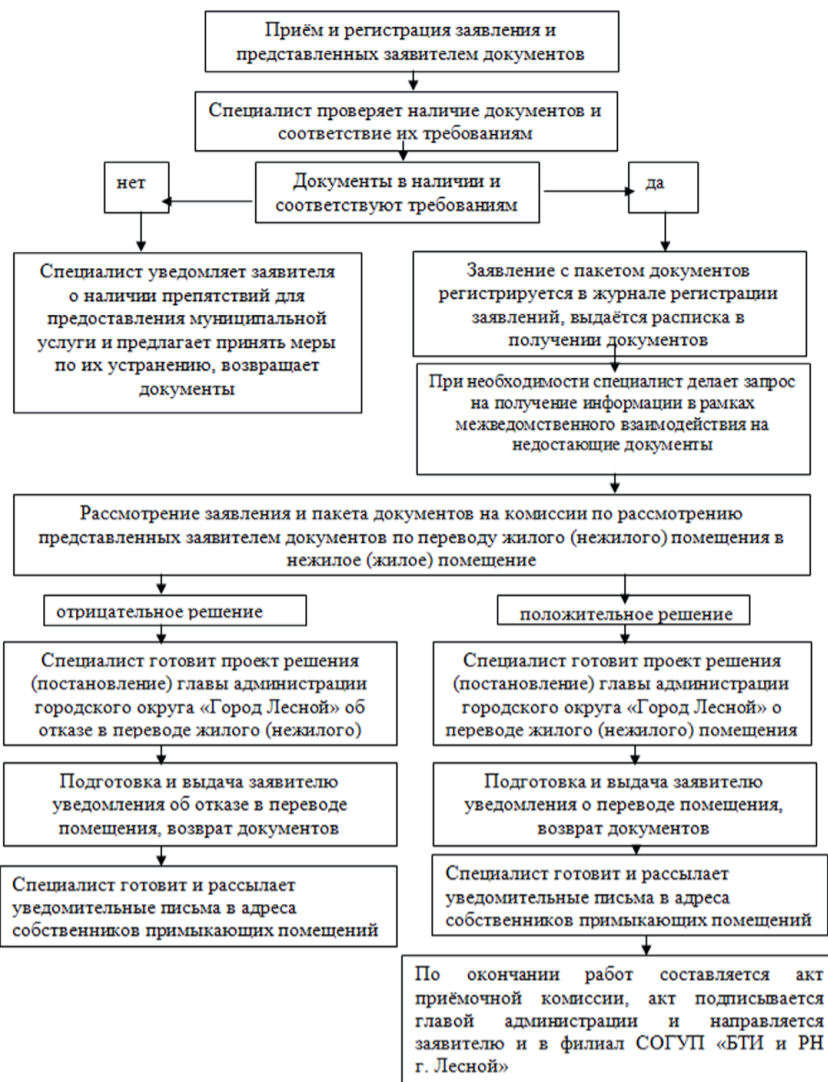 Приём и регистрация заявления и
представленных заявителем документов
Специалист проверяет наличие документов и
соответствие их требованиям
нет
Документы в наличии и
соответствуют требованиям
да
Специалист уведомляет заявителя
о наличии препятствий для
предоставления муниципальной
услуги и предлагает принять меры
по их устранению, возвращает
документы
Заявление с пакетом документов
регистрируется в журнале регистрации
заявлений, выдаётся расписка в
получении документов
При необходимости специалист делает запрос
на получение информации в рамках
межведомственного взаимодействия на
недостающие документы
Рассмотрение заявления и пакета документов на комиссии по рассмотрению
представленных заявителем документов по переводу жилого (нежилого) помещения в
нежилое (жилое) помещение
отрицательное решение
положительное решение
Специалист готовит проект решения
(постановление) главы администрации
городского округа «Город Лесной» об
отказе в переводе жилого (нежилого)
Специалист готовит проект решения
(постановление) главы администрации
городского округа «Город Лесной» о
переводе жилого (нежилого) помещения
Подготовка и выдача заявителю
уведомления об отказе в переводе
помещения, возврат документов
Подготовка и выдача заявителю
уведомления о переводе помещения,
возврат документов
Специалист готовит и рассылает
уведомительные письма в адреса
собственников примыкающих помещений
Специалист готовит и рассылает
уведомительные письма в адреса
собственников примыкающих помещений
По окончании работ составляется акт
приёмочной комиссии, акт подписывается
главой администрации и направляется
заявителю и в филиал СОГУП «БТИ и РН
г. Лесной»